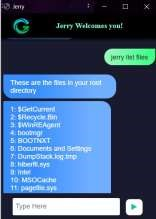 Jerry
Jerry Welcomes you!
jerry list files
These are the files in your root
directory
1: $GetCurrent
2: $Recycle.Bin
3: $WinREAgent
4: bootmgr
5: BOOTNXT
6: Documents and Settings
7: DumpStack.log.tmp
8: hiberfil.sys
9: Intel
10: MSOCache
11: pagefile.sys
Type Here